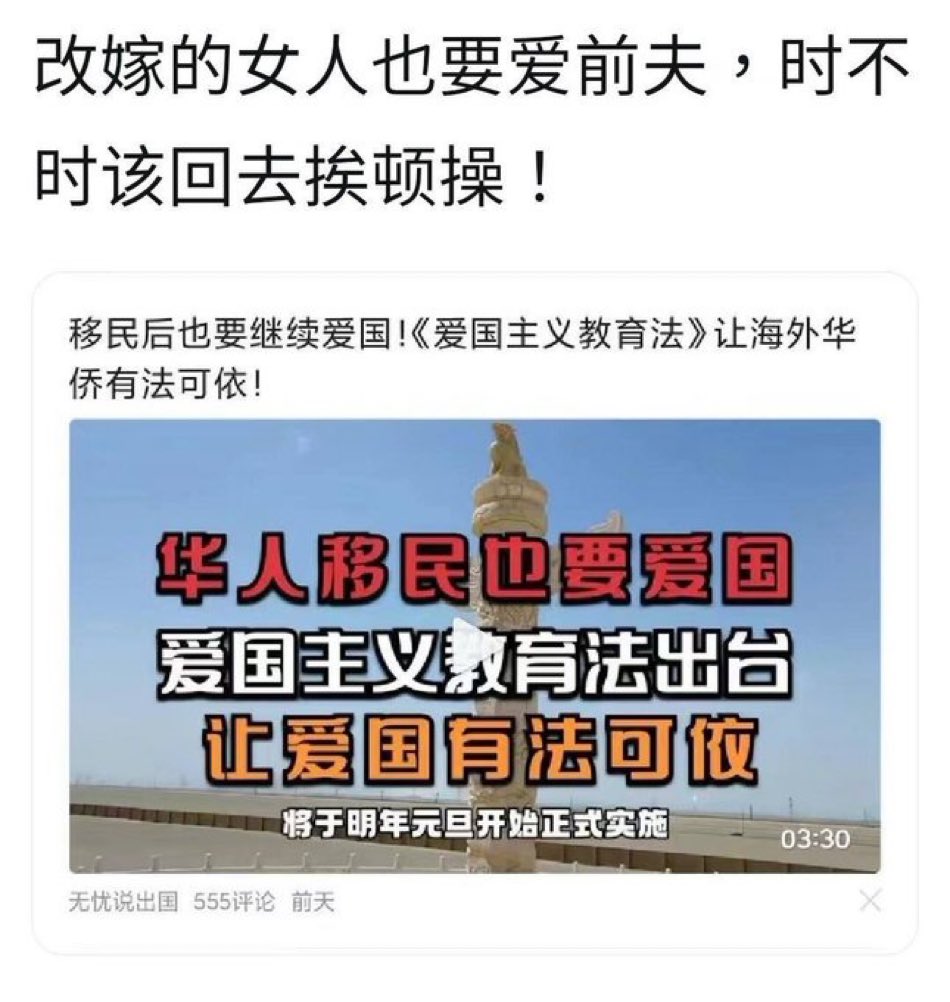 改嫁的女人也要爱前夫，时不
时该回去挨顿操！
移民后也要继续爱国!《爱国主义教育法》让海外华
侨有法可依!
华人移民也要爱国
爱国主义教育法出台
让爱国有法可依
将于明年元旦开始正式实施
03:30
无忧说出国 555评论 前天